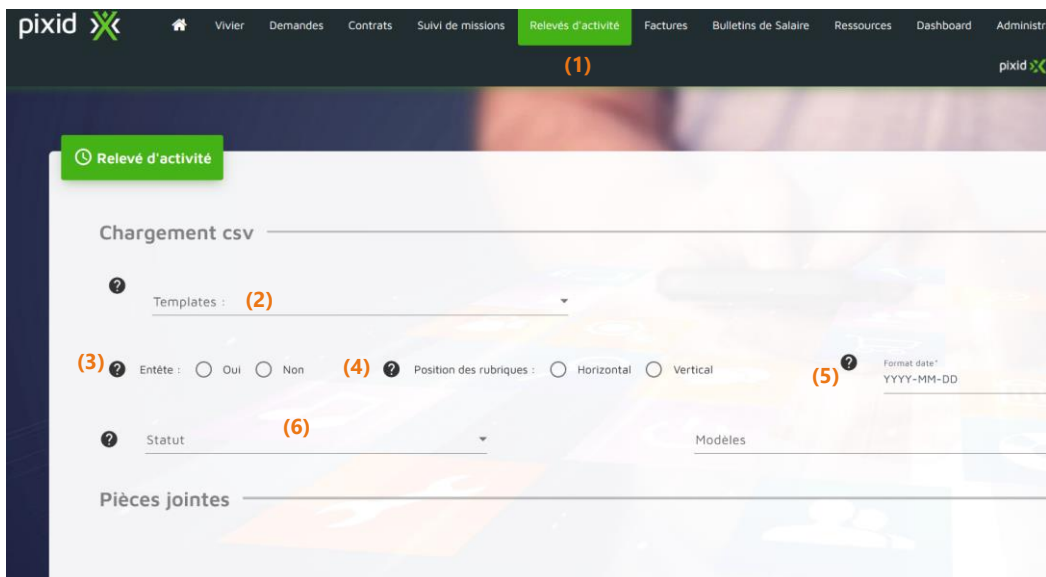 pixid Vivier Demandes Contrats Suivi de missions Relevés d'activité Factures Bulletins de Salaire Ressources Dashboard Administr
(1)
pixid
Relevé d'activité
Chargement csv
?
Templates : (2)
(3) ? Entête : Oui Non (4) ? Position des rubriques : Horizontal Vertical (5) ? Format date*
YYYY-MM-DD
? Statut (6) Modèles
Pièces jointes